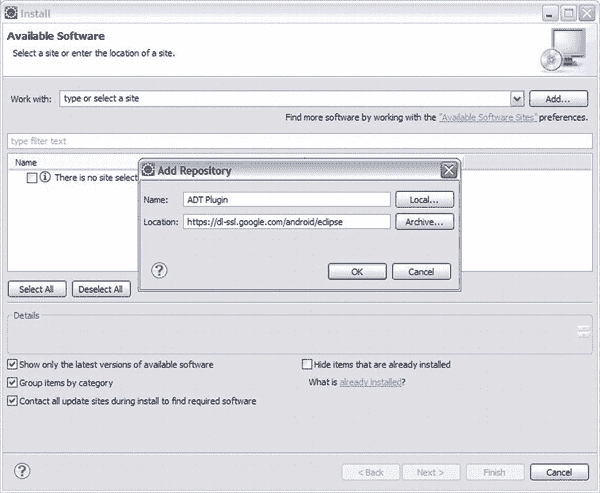 Install
Available Software
Select a site or enter the location of a site.
Work with: type or select a site Add...
Find more software by working with the "Available Software Sites" preferences.
type filter text
Name
There is no site select
Add Repository
Name: ADT Plugin Local...
Location: https://dl-ssl.google.com/android/eclipse Archive...
? OK Cancel
Select All Deselect All
Details
Show only the latest versions of available software Hide items that are already installed
Group items by category What is already installed?
Contact all update sites during install to find required software
? < Back Next > Finish Cancel